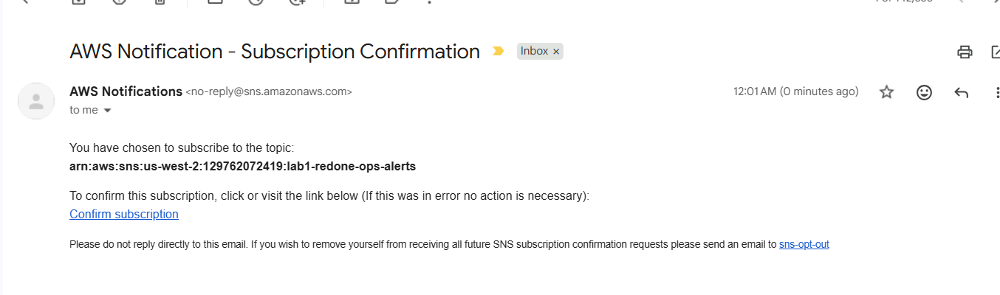 AWS Notification - Subscription Confirmation
Inbox ×
AWS Notifications <no-reply@sns.amazonaws.com>
12:01 AM (0 minutes ago)
to me
You have chosen to subscribe to the topic:
arn:aws:sns:us-west-2:129762072419:lab1-redone-ops-alerts
To confirm this subscription, click or visit the link below (If this was in error no action is necessary):
Confirm subscription
Please do not reply directly to this email. If you wish to remove yourself from receiving all future SNS subscription confirmation requests please send an email to sns-opt-out